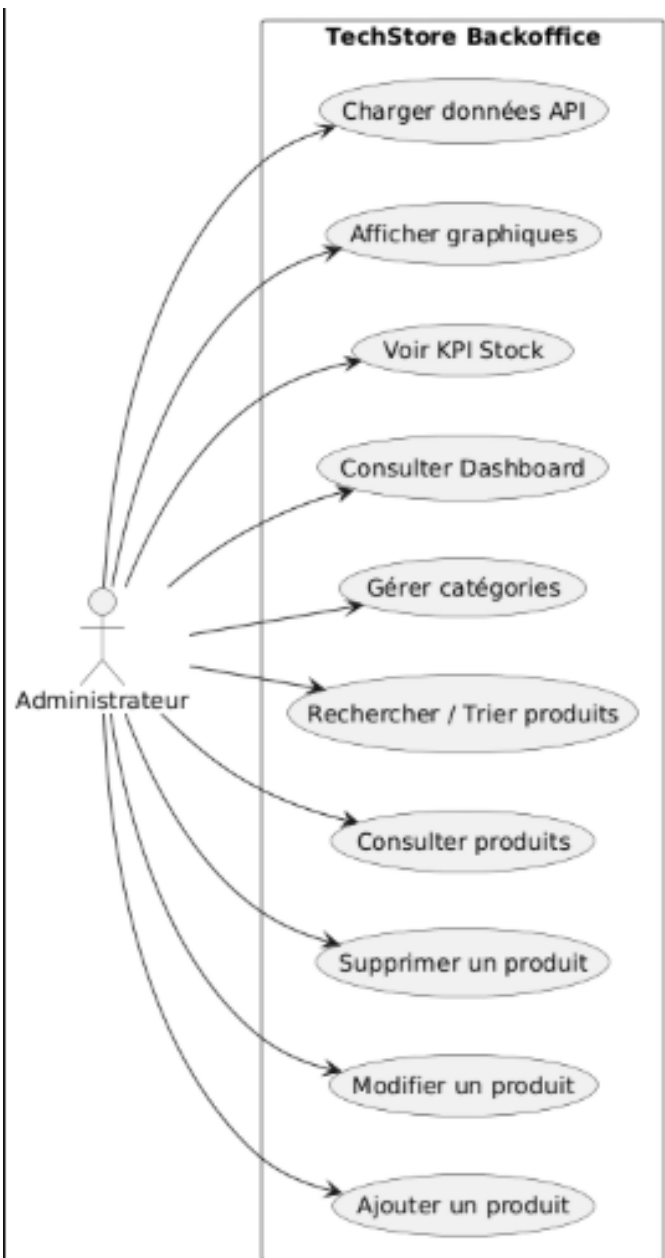 TechStore Backoffice
Charger données API
Afficher graphiques
Voir KPI Stock
Consulter Dashboard
Gérer catégories
Rechercher / Trier produits
Administrateur
Consulter produits
Supprimer un produit
Modifier un produit
Ajouter un produit